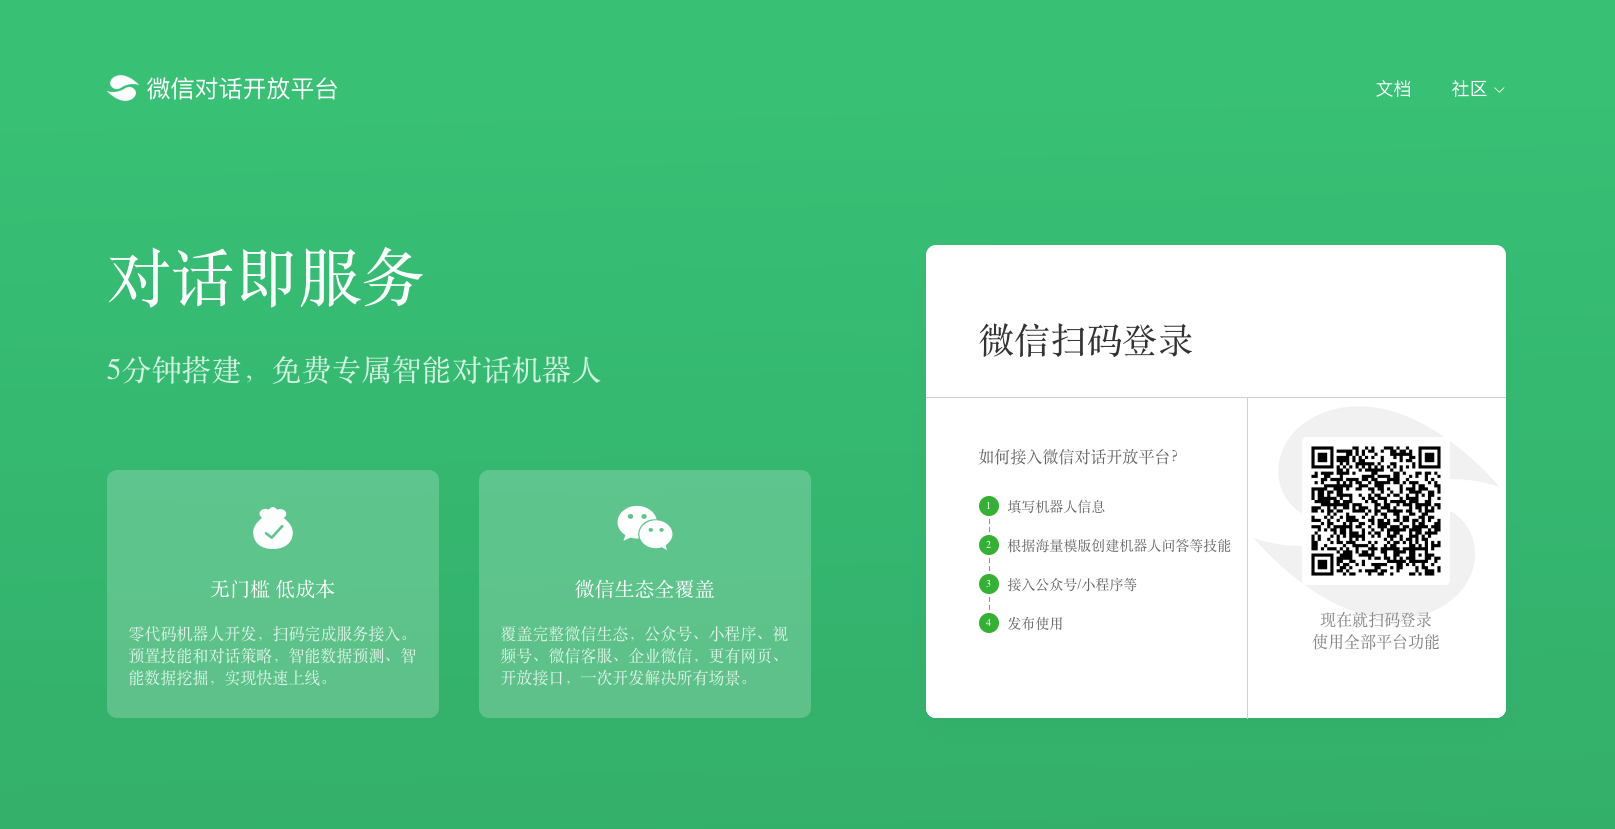 微信对话开放平台
文档
社区
对话即服务
5分钟搭建，免费专属智能对话机器人
无门槛 低成本
零代码机器人开发，扫码完成服务接入。
预置技能和对话策略，智能数据预测、智
能数据挖掘，实现快速上线。
微信生态全覆盖
覆盖完整微信生态，公众号、小程序、视
频号、微信客服、企业微信，更有网页、
开放接口，一次开发解决所有场景。
微信扫码登录
如何接入微信对话开放平台?
1 填写机器人信息
2 根据海量模版创建机器人问答等技能
3 接入公众号/小程序等
4 发布使用
现在就扫码登录
使用全部平台功能